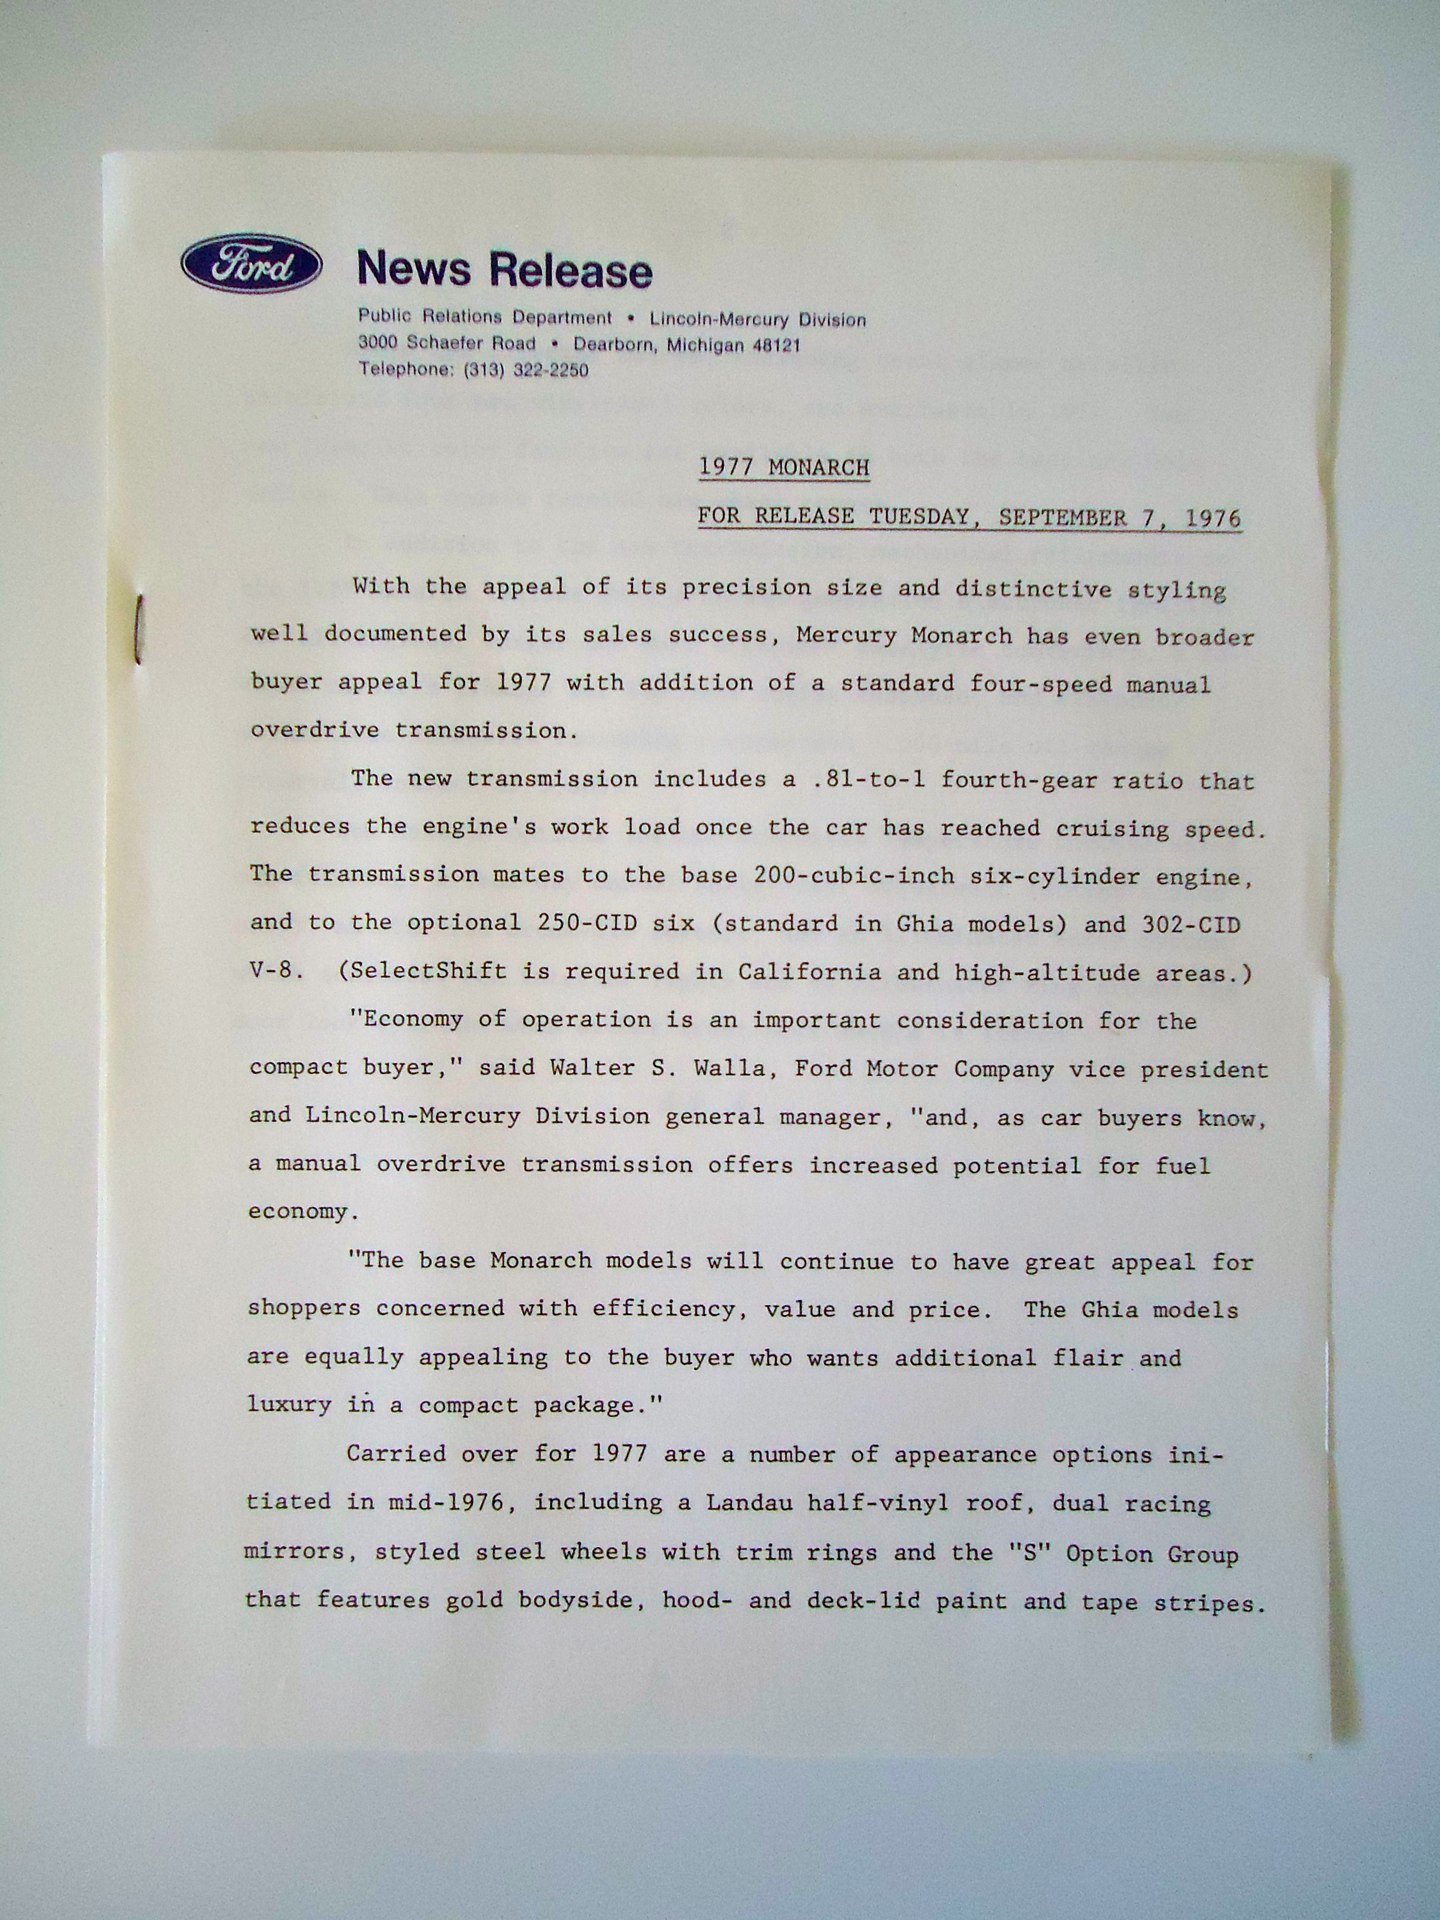 Ford News Release
Public Relations Department • Lincoln-Mercury Division
3000 Schaefer Road • Dearborn, Michigan 48121
Telephone: (313) 322-2250
1977 MONARCH
FOR RELEASE TUESDAY, SEPTEMBER 7, 1976
With the appeal of its precision size and distinctive styling
well documented by its sales success, Mercury Monarch has even broader
buyer appeal for 1977 with addition of a standard four-speed manual
overdrive transmission.
The new transmission includes a .81-to-1 fourth-gear ratio that
reduces the engine's work load once the car has reached cruising speed.
The transmission mates to the base 200-cubic-inch six-cylinder engine,
and to the optional 250-CID six (standard in Ghia models) and 302-CID
V-8.  (SelectShift is required in California and high-altitude areas.)
"Economy of operation is an important consideration for the
compact buyer," said Walter S. Walla, Ford Motor Company vice president
and Lincoln-Mercury Division general manager, "and, as car buyers know,
a manual overdrive transmission offers increased potential for fuel
economy.
"The base Monarch models will continue to have great appeal for
shoppers concerned with efficiency, value and price.  The Ghia models
are equally appealing to the buyer who wants additional flair and
luxury in a compact package."
Carried over for 1977 are a number of appearance options ini-
tiated in mid-1976, including a Landau half-vinyl roof, dual racing
mirrors, styled steel wheels with trim rings and the "S" Option Group
that features gold bodyside, hood- and deck-lid paint and tape stripes.